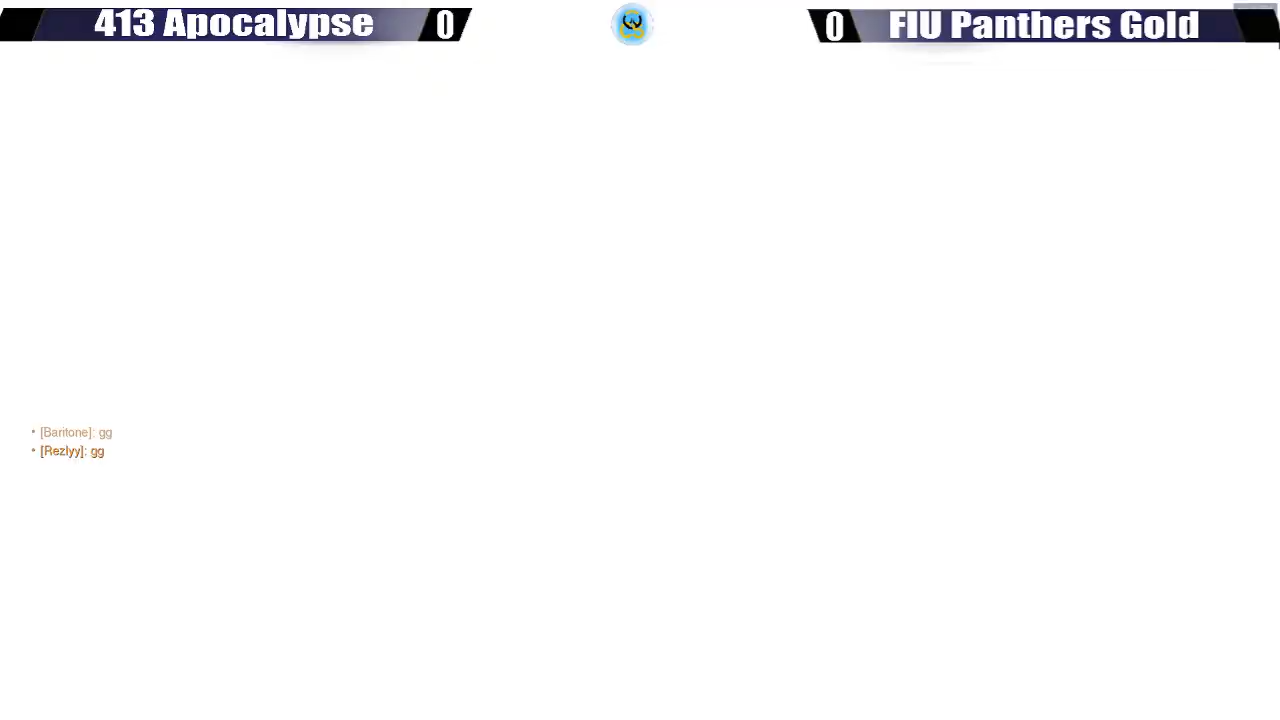 413 Apocalypse 0 0 FIU Panthers Gold
• [Baritone]: gg
• [Rezlyy]: gg